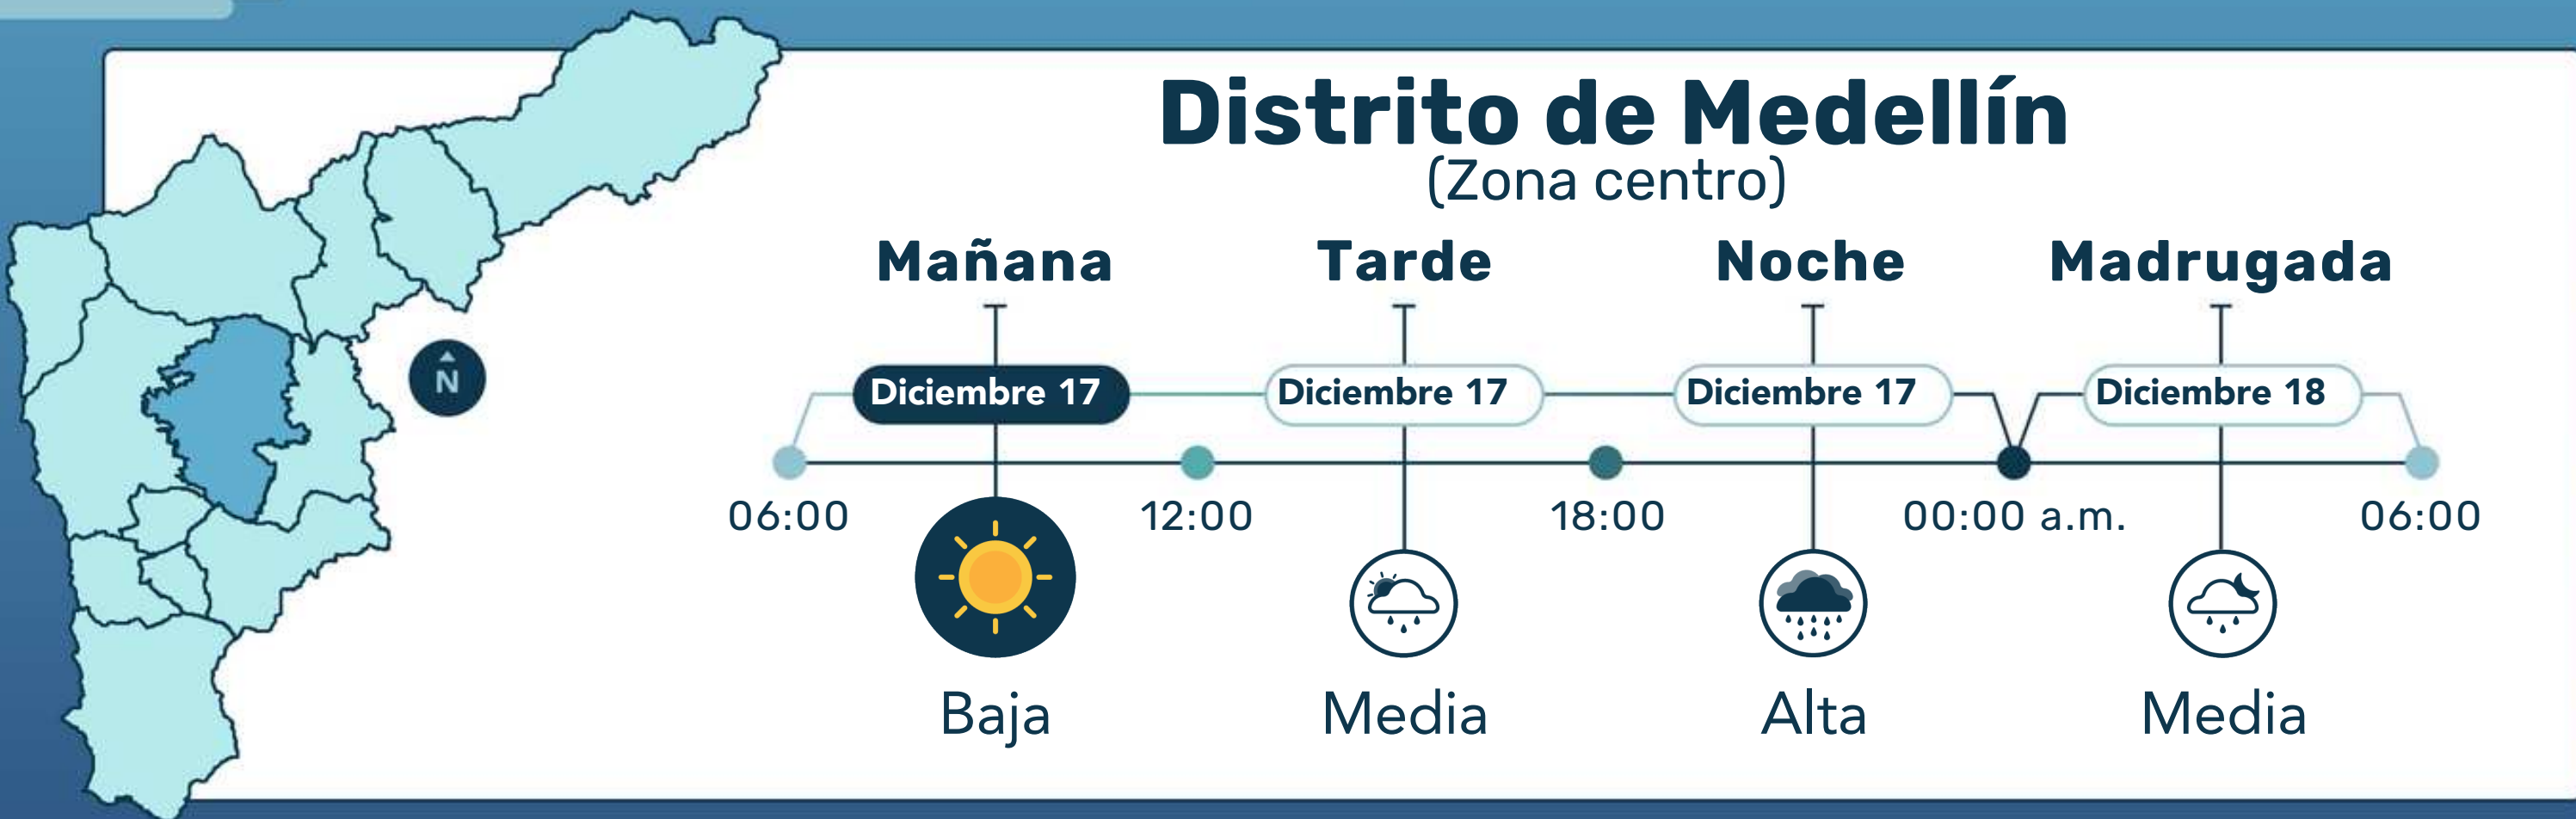 Distrito de Medellín
(Zona centro)
Mañana Tarde Noche Madrugada
Diciembre 17 Diciembre 17 Diciembre 17 Diciembre 18
N
06:00 12:00 18:00 00:00 a.m. 06:00
Baja Media Alta Media